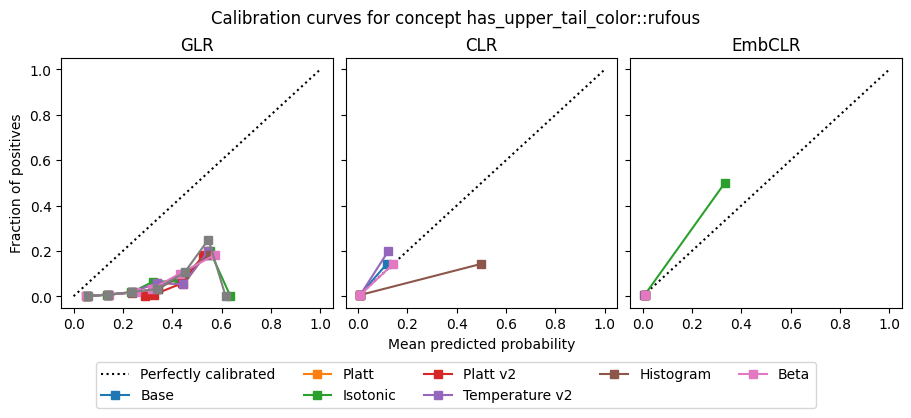 Calibration curves for concept has_upper_tail_color::rufous
GLR
CLR
EmbCLR
Fraction of positives
1.0
0.8
0.6
0.4
0.2
0.0
0.0 0.2 0.4 0.6 0.8 1.0
0.0 0.2 0.4 0.6 0.8 1.0
0.0 0.2 0.4 0.6 0.8 1.0
Mean predicted probability
Perfectly calibrated
Base
Platt
Isotonic
Platt v2
Temperature v2
Histogram
Beta